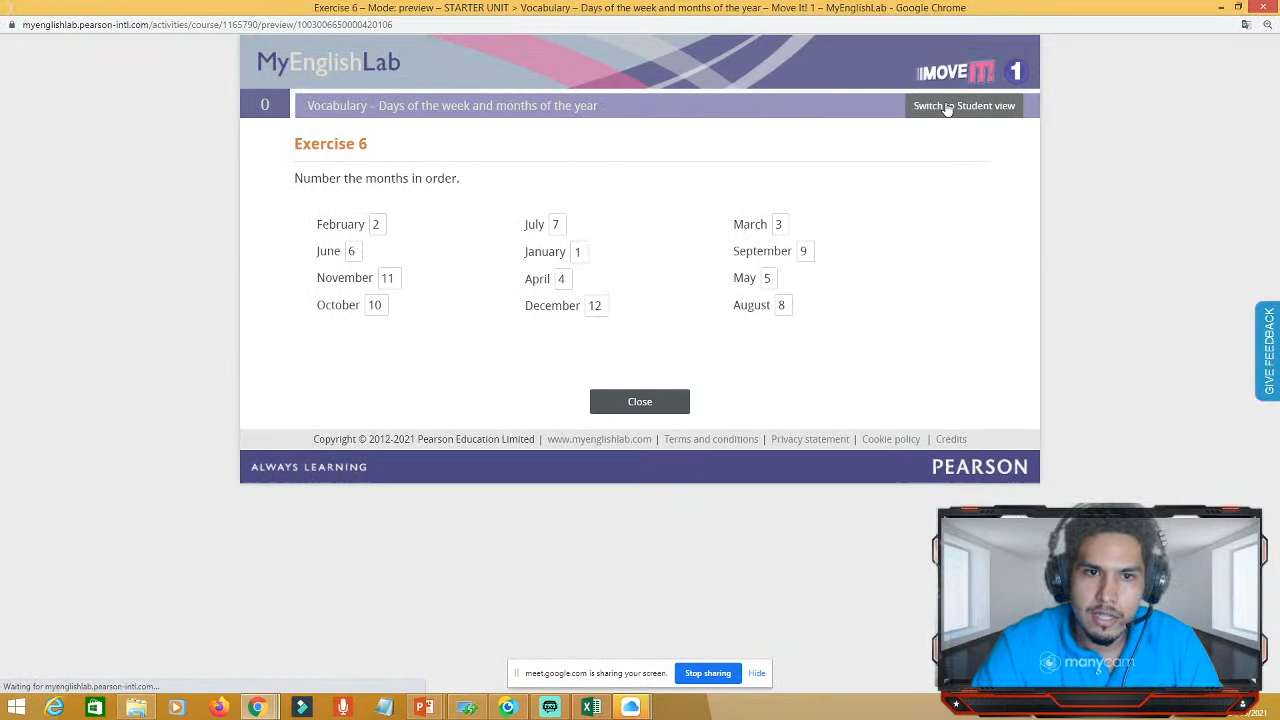 Exercise 6 – Mode: preview – STARTER UNIT > Vocabulary – Days of the week and months of the year – Move It! 1 – MyEnglishLab - Google Chrome
myenglishlab.pearson-intl.com/activities/course/1165790/preview/1003006650000420106
MyEnglishLab
MOVE IT! 1
0 Vocabulary – Days of the week and months of the year
Switch to Student view
Exercise 6
Number the months in order.
February 2 July 7 March 3
June 6 January 1 September 9
November 11 April 4 May 5
October 10 December 12 August 8
GIVE FEEDBACK
Close
Copyright © 2012-2021 Pearson Education Limited | www.myenglishlab.com | Terms and conditions | Privacy statement | Cookie policy | Credits
ALWAYS LEARNING PEARSON
manycam
meet.google.com is sharing your screen. Stop sharing Hide
Waiting for myenglishlab.pearson-intl.com...